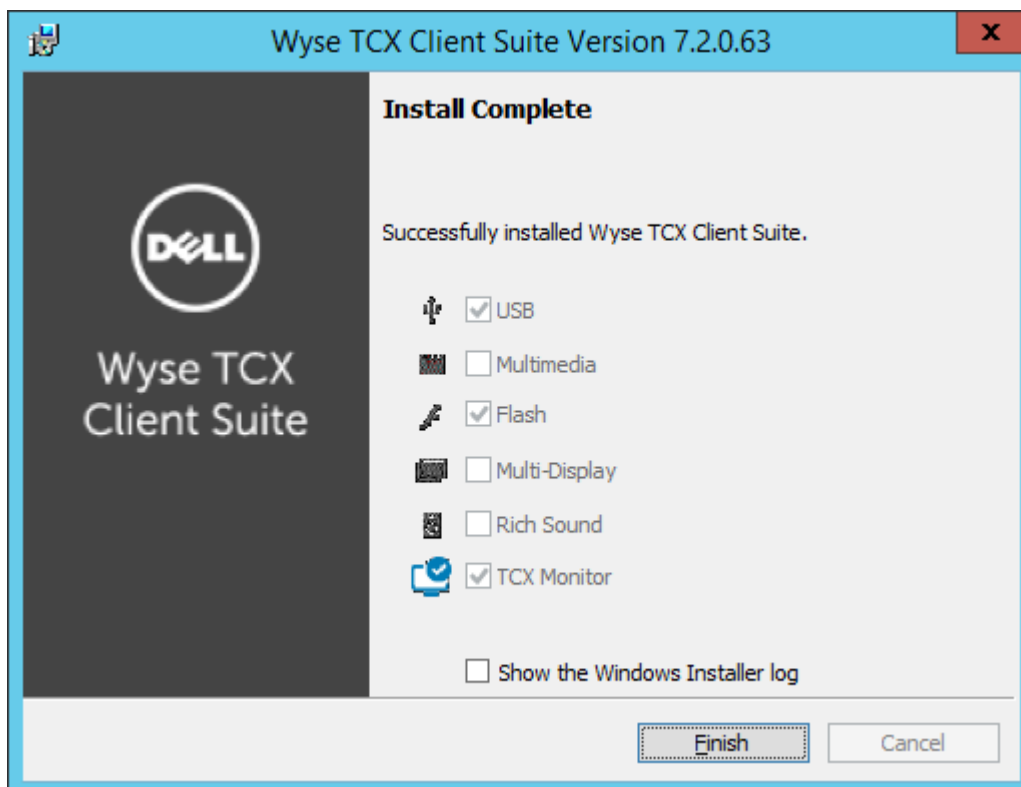 Wyse TCX Client Suite Version 7.2.0.63
x
DELL
Wyse TCX
Client Suite
Install Complete
Successfully installed Wyse TCX Client Suite.
USB
Multimedia
Flash
Multi-Display
Rich Sound
TCX Monitor
Show the Windows Installer log
Finish
Cancel